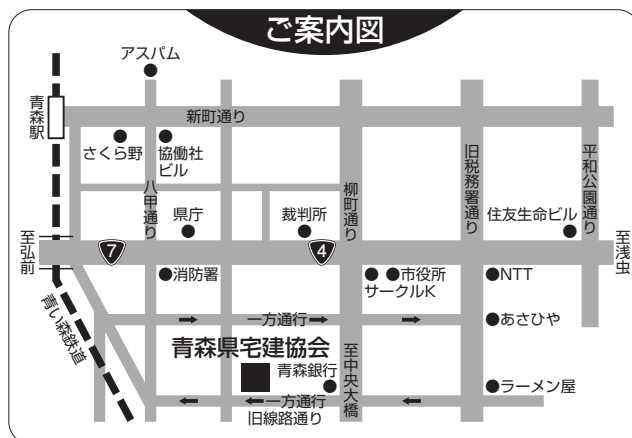 ご案内図
アスパム
青森駅
新町通り
さくら野
協働社
ビル
八甲通り
柳町通り
旧税務署通り
平和公園通り
県庁
裁判所
住友生命ビル
至弘前
7
4
至浅虫
消防署
市役所
サークルK
NTT
青い森鉄道
一方通行
あさひや
青森県宅建協会
青森銀行
至中央大橋
ラーメン屋
一方通行
旧線路通り